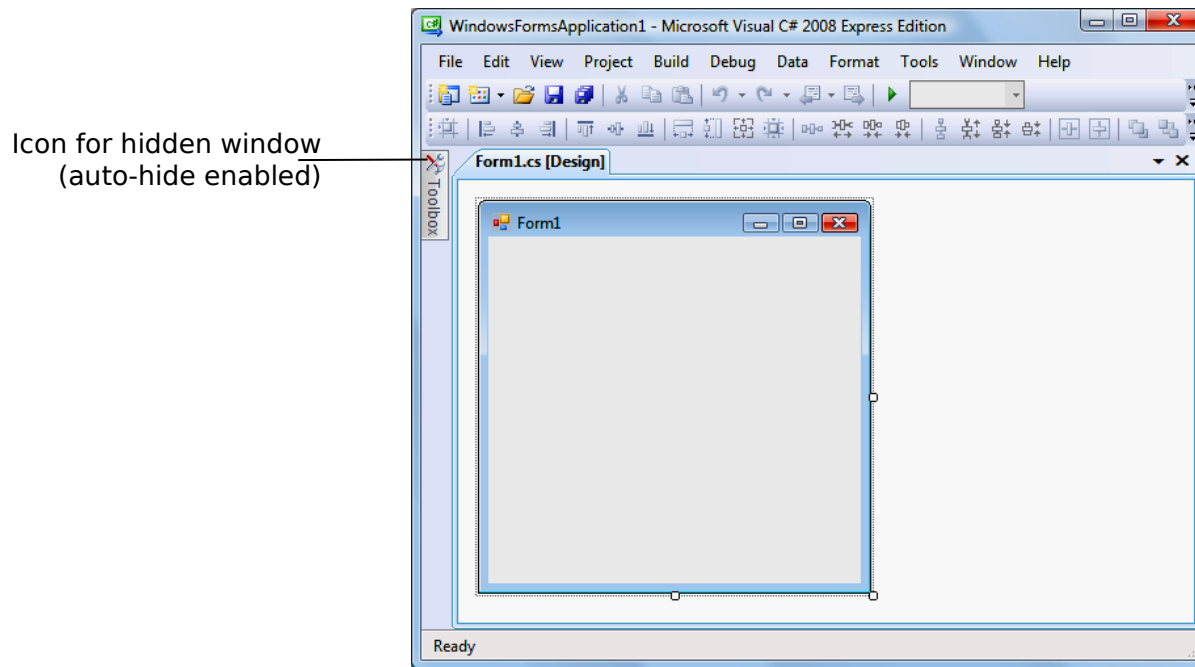 WindowsFormsApplication1 - Microsoft Visual C# 2008 Express Edition
File Edit View Project Build Debug Data Format Tools Window Help
Icon for hidden window
(auto-hide enabled)
Toolbox
Form1.cs [Design]
Form1
Ready